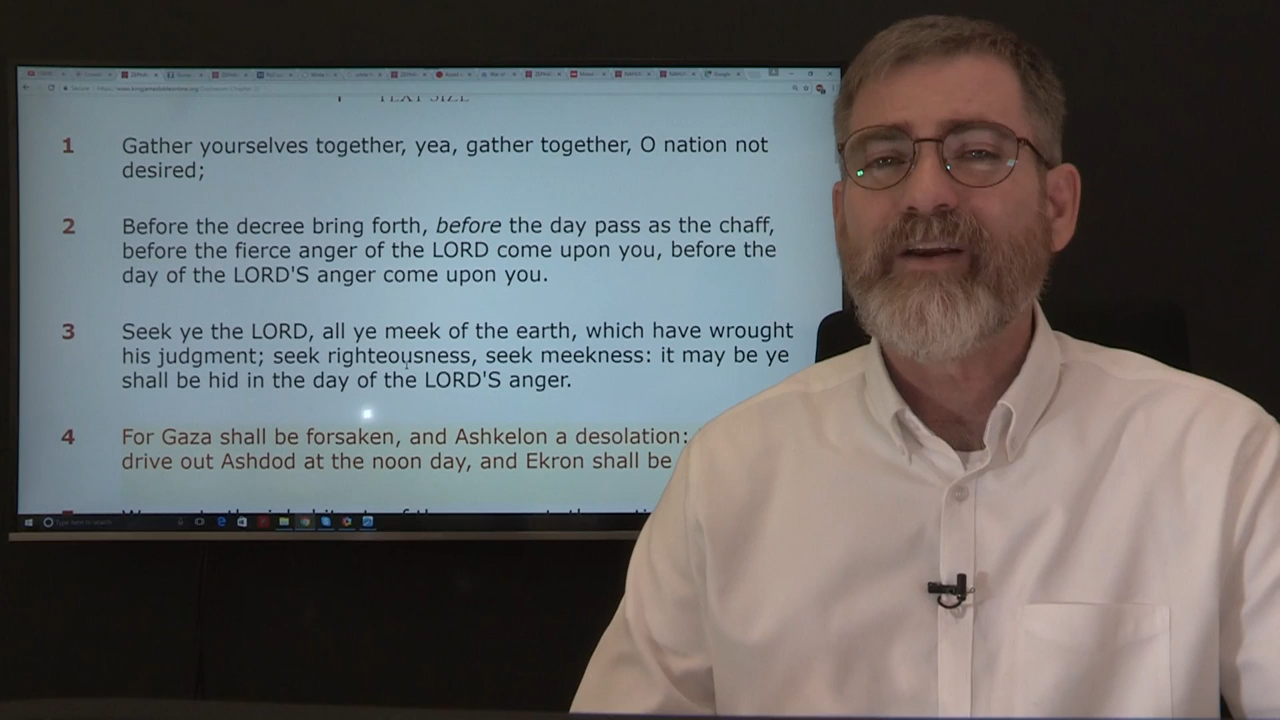 TEXT SIZE
1 Gather yourselves together, yea, gather together, O nation not
desired;
2 Before the decree bring forth, before the day pass as the chaff,
before the fierce anger of the LORD come upon you, before the
day of the LORD'S anger come upon you.
3 Seek ye the LORD, all ye meek of the earth, which have wrought
his judgment; seek righteousness, seek meekness: it may be ye
shall be hid in the day of the LORD'S anger.
4 For Gaza shall be forsaken, and Ashkelon a desolation:
drive out Ashdod at the noon day, and Ekron shall be
Type here to search